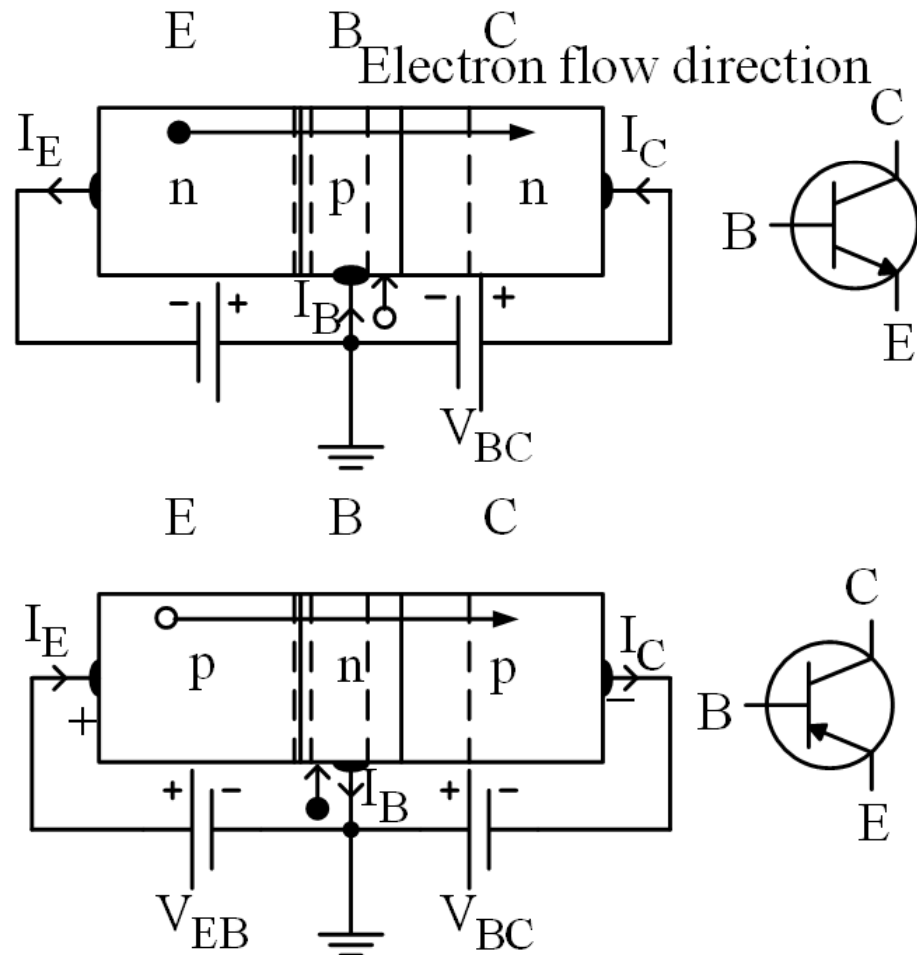 E B C
Electron flow direction
I_E I_C C
n p n
B
- + I_B - +
E
V_BC
E B C
C
I_E I_C
p n p
B
+ −
+ - I_B + -
E
V_EB V_BC